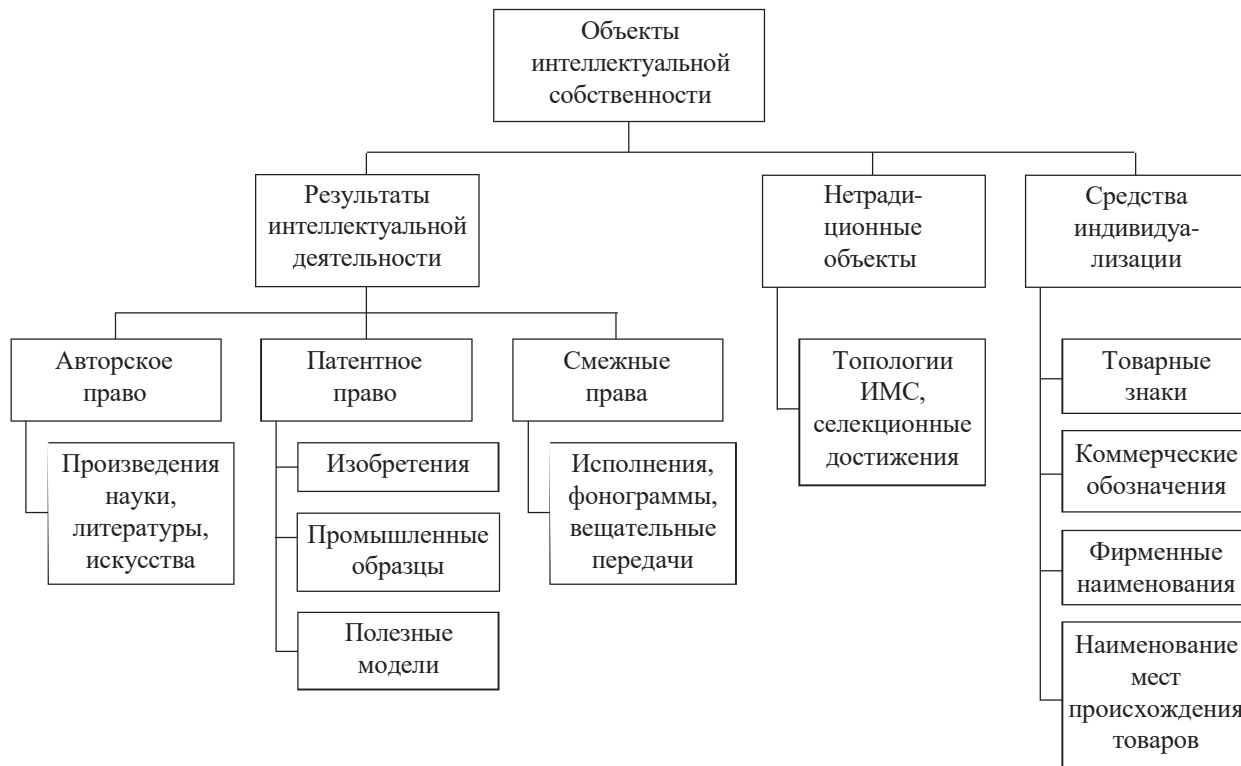 Объекты
интеллектуальной
собственности
Результаты
интеллектуальной
деятельности
Нетради-
ционные
объекты
Средства
индивидуа-
лизации
Авторское
право
Патентное
право
Смежные
права
Произведения
науки,
литературы,
искусства
Изобретения
Промышленные
образцы
Полезные
модели
Исполнения,
фонограммы,
вещательные
передачи
Топологии
ИМС,
селекционные
достижения
Товарные
знаки
Коммерческие
обозначения
Фирменные
наименования
Наименование
мест
происхождения
товаров